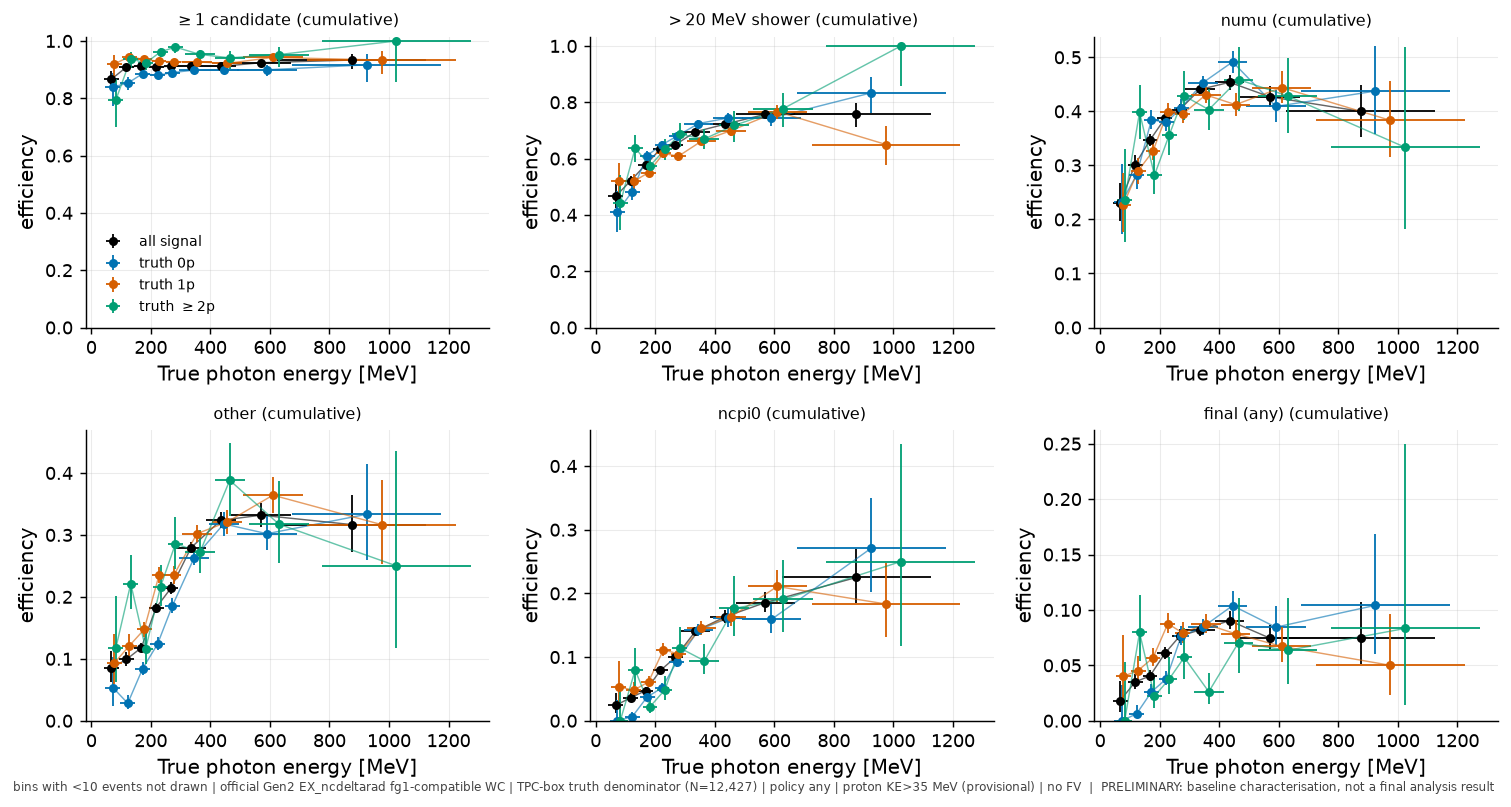 ≥ 1 candidate (cumulative)
efficiency
1.0
0.8
0.6
0.4
0.2
0.0
all signal
truth 0p
truth 1p
truth ≥2p
0 200 400 600 800 1000 1200
True photon energy [MeV]
> 20 MeV shower (cumulative)
efficiency
1.0
0.8
0.6
0.4
0.2
0.0
0 200 400 600 800 1000 1200
True photon energy [MeV]
numu (cumulative)
efficiency
0.5
0.4
0.3
0.2
0.1
0.0
0 200 400 600 800 1000 1200
True photon energy [MeV]
other (cumulative)
efficiency
0.4
0.3
0.2
0.1
0.0
0 200 400 600 800 1000 1200
True photon energy [MeV]
ncpi0 (cumulative)
efficiency
0.4
0.3
0.2
0.1
0.0
0 200 400 600 800 1000 1200
True photon energy [MeV]
final (any) (cumulative)
efficiency
0.25
0.20
0.15
0.10
0.05
0.00
0 200 400 600 800 1000 1200
True photon energy [MeV]
bins with <10 events not drawn | official Gen2 EX_ncdeltarad fg1-compatible WC | TPC-box truth denominator (N=12,427) | policy any | proton KE>35 MeV (provisional) | no FV | PRELIMINARY: baseline characterisation, not a final analysis result